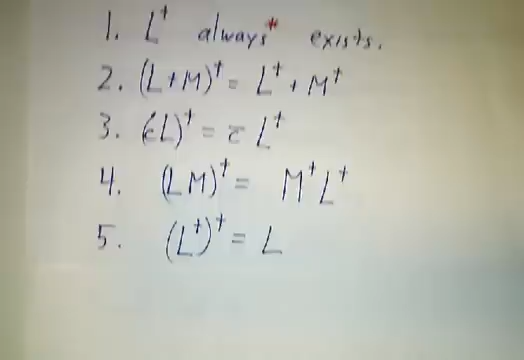 1. L† always* exists.
2. (L+M)† = L† + M†
3. (cL)† = c̅ L†
4. (LM)† = M†L†
5. (L†)† = L